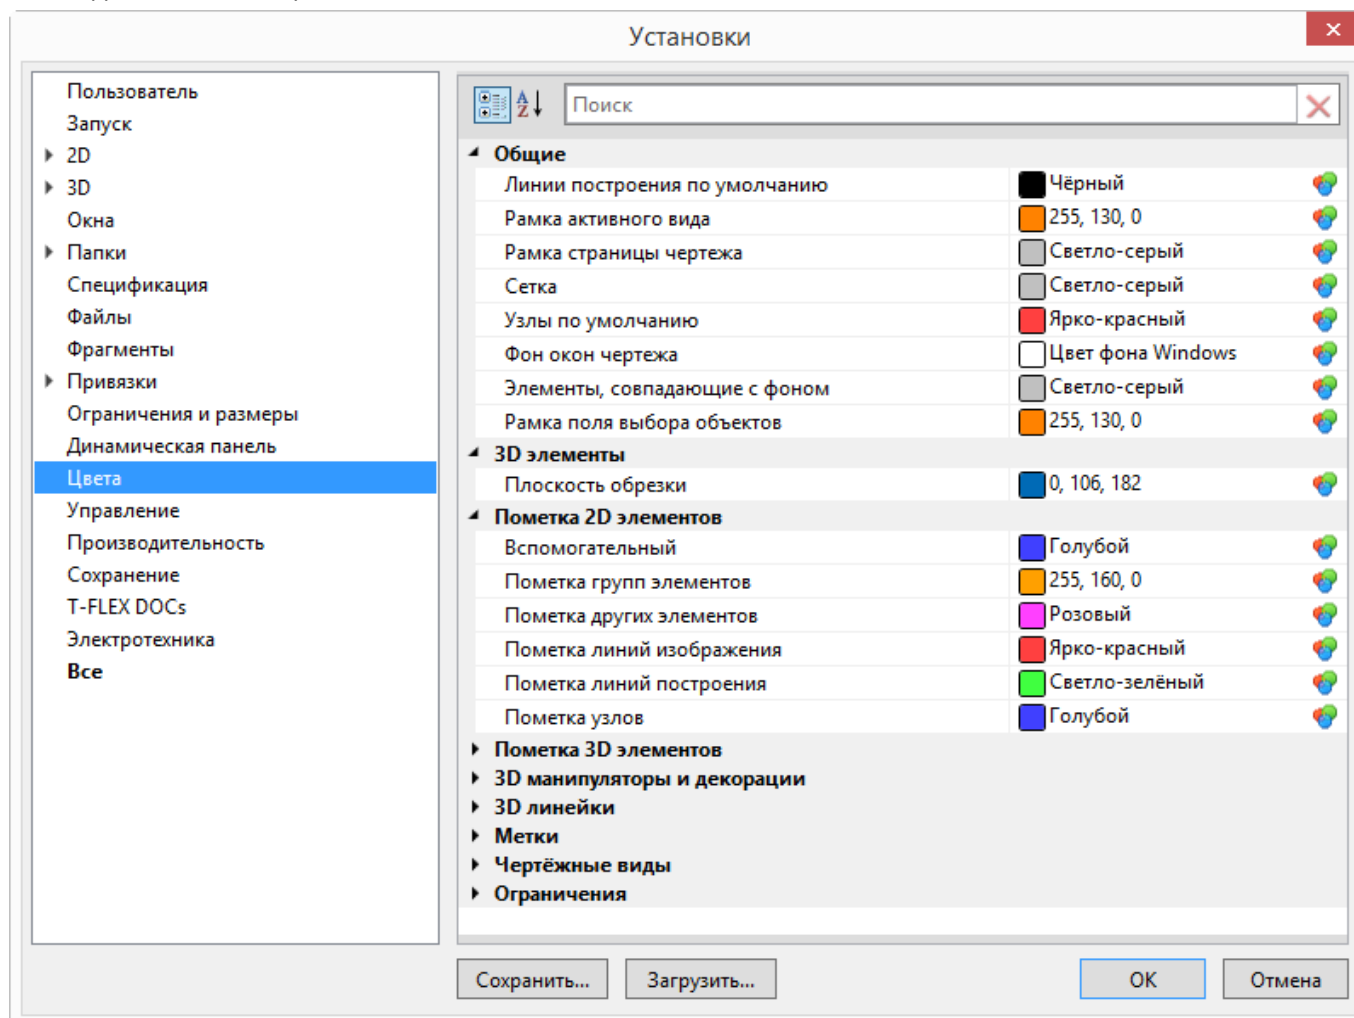 Установки
Пользователь
Запуск
2D
3D
Окна
Папки
Спецификация
Файлы
Фрагменты
Привязки
Ограничения и размеры
Динамическая панель
Цвета
Управление
Производительность
Сохранение
T-FLEX DOCs
Электротехника
Все
Поиск
Общие
Линии построения по умолчанию Чёрный
Рамка активного вида 255, 130, 0
Рамка страницы чертежа Светло-серый
Сетка Светло-серый
Узлы по умолчанию Ярко-красный
Фон окон чертежа Цвет фона Windows
Элементы, совпадающие с фоном Светло-серый
Рамка поля выбора объектов 255, 130, 0
3D элементы
Плоскость обрезки 0, 106, 182
Пометка 2D элементов
Вспомогательный Голубой
Пометка групп элементов 255, 160, 0
Пометка других элементов Розовый
Пометка линий изображения Ярко-красный
Пометка линий построения Светло-зелёный
Пометка узлов Голубой
Пометка 3D элементов
3D манипуляторы и декорации
3D линейки
Метки
Чертёжные виды
Ограничения
Сохранить... Загрузить... ОК Отмена